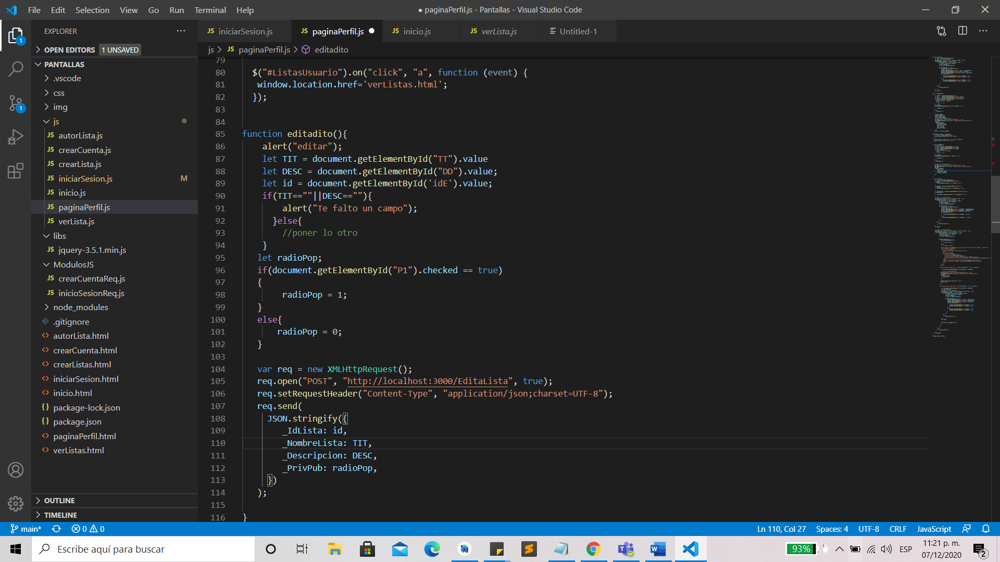 File Edit Selection View Go Run Terminal Help
● paginaPerfil.js - Pantallas - Visual Studio Code
EXPLORER
OPEN EDITORS 1 UNSAVED
PANTALLAS
.vscode
css
img
js
JS autorLista.js
JS crearCuenta.js
JS crearLista.js
JS iniciarSesion.js M
JS inicio.js
JS paginaPerfil.js
JS verLista.js
libs
JS jquery-3.5.1.min.js
ModulosJS
JS crearCuentaReq.js
JS inicioSesionReq.js
node_modules
.gitignore
<> autorLista.html
<> crearCuenta.html
<> crearListas.html
<> iniciarSesion.html
<> inicio.html
{} package-lock.json
{} package.json
<> paginaPerfil.html
<> verListas.html
OUTLINE
TIMELINE
JS iniciarSesion.js JS paginaPerfil.js ● JS inicio.js JS verLista.js Untitled-1
js > JS paginaPerfil.js > editadito
79
80 $("#ListasUsuario").on("click", "a", function (event) {
81 window.location.href='verListas.html';
82 });
83
84
85 function editadito(){
86 alert("editar");
87 let TIT = document.getElementById("TT").value
88 let DESC = document.getElementById("DD").value;
89 let id = document.getElementById('idE').value;
90 if(TIT==""||DESC==""){
91 alert("Te falto un campo");
92 }else{
93 //poner lo otro
94 }
95 let radioPop;
96 if(document.getElementById("P1").checked == true)
97 {
98 radioPop = 1;
99 }
100 else{
101 radioPop = 0;
102 }
103
104 var req = new XMLHttpRequest();
105 req.open("POST", "http://localhost:3000/EditaLista", true);
106 req.setRequestHeader("Content-Type", "application/json;charset=UTF-8");
107 req.send(
108 JSON.stringify({
109 _IdLista: id,
110 _NombreLista: TIT,
111 _Descripcion: DESC,
112 _PrivPub: radioPop,
113 })
114 );
115
116 }
main* 0 0
Ln 110, Col 27 Spaces: 4 UTF-8 CRLF JavaScript
Escribe aquí para buscar
93%
ESP
11:21 p. m.
07/12/2020
2